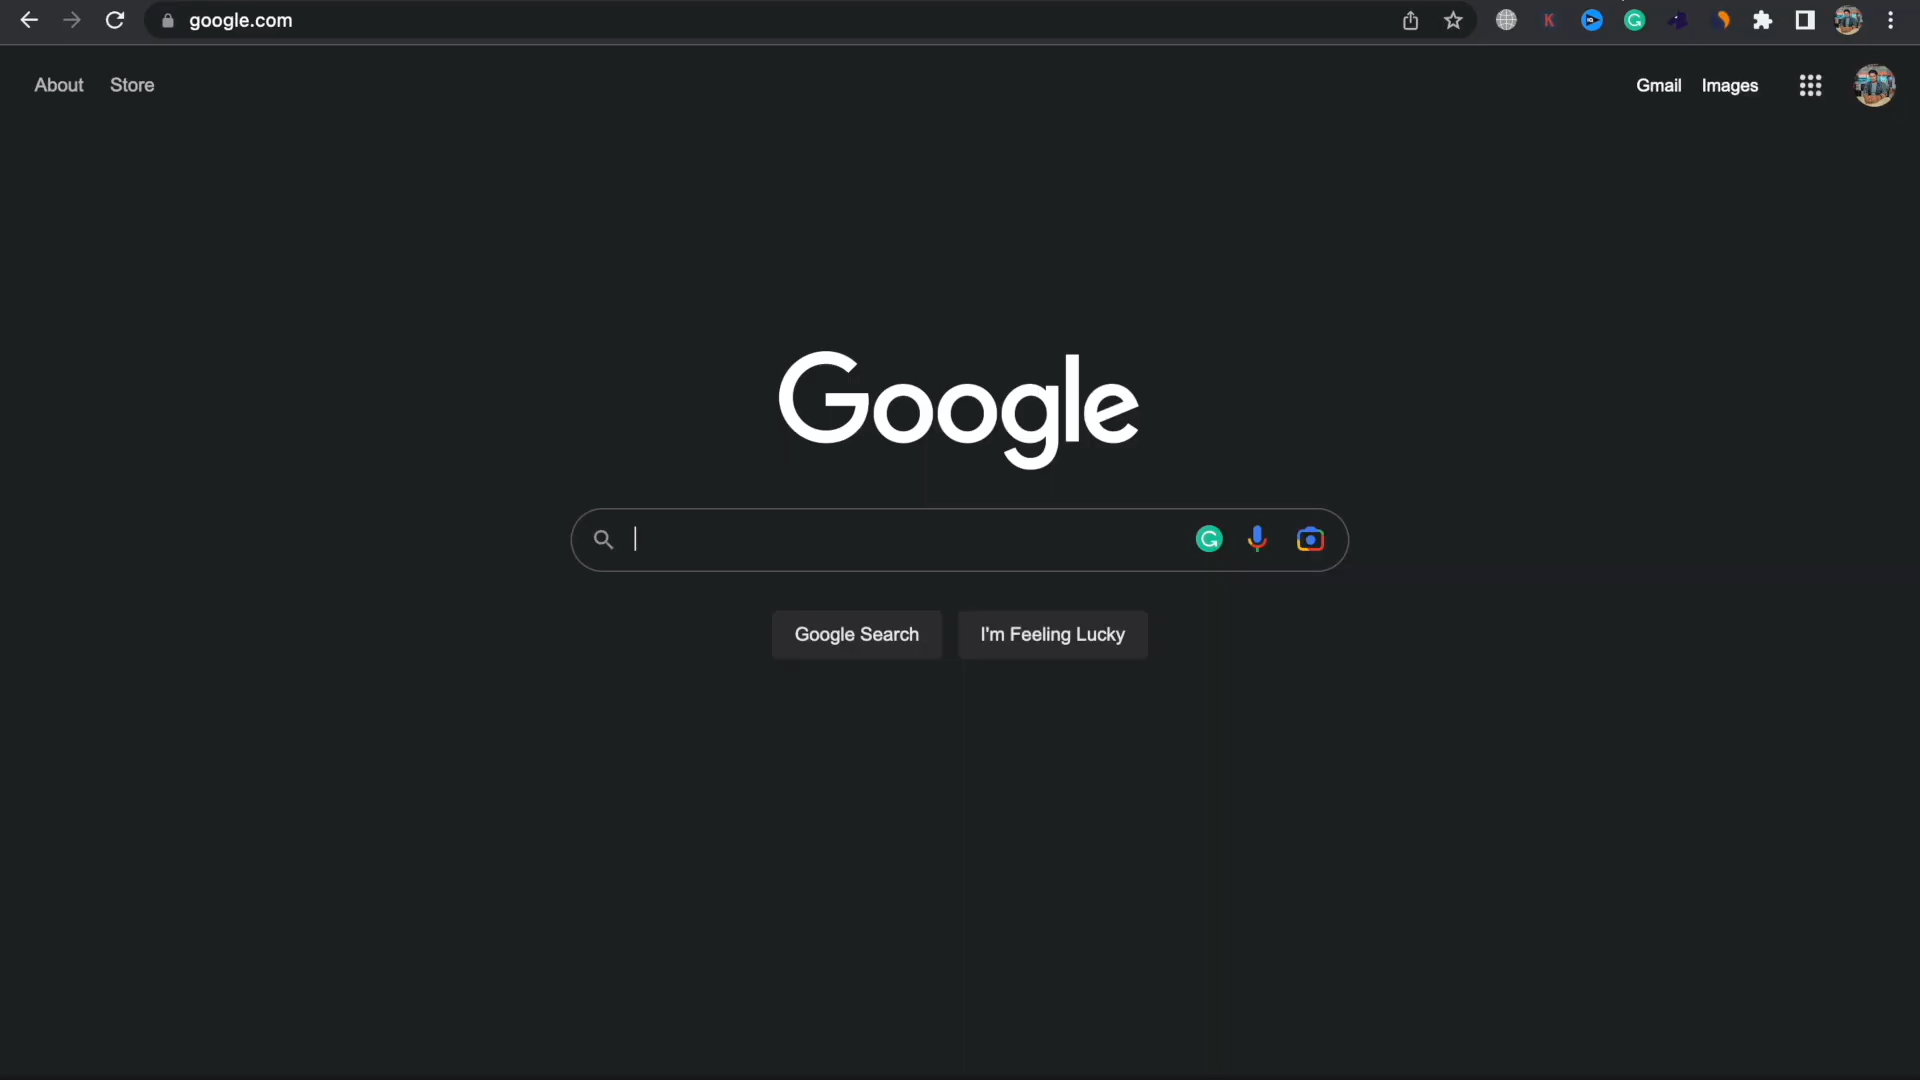 google.com
About Store
Gmail Images
Google
Google Search
I'm Feeling Lucky